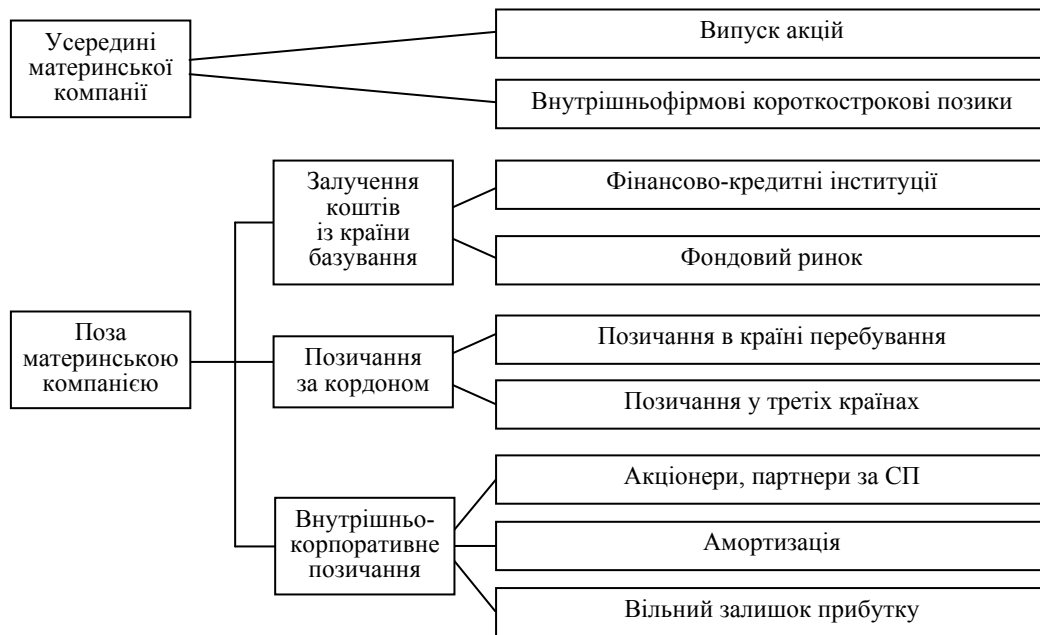 Усередині
материнської
компанії
Випуск акцій
Внутрішньофірмові короткострокові позики
Залучення
коштів
із країни
базування
Фінансово-кредитні інституції
Фондовий ринок
Поза
материнською
компанією
Позичання
за кордоном
Позичання в країні перебування
Позичання у третіх країнах
Внутрішньо-
корпоративне
позичання
Акціонери, партнери за СП
Амортизація
Вільний залишок прибутку